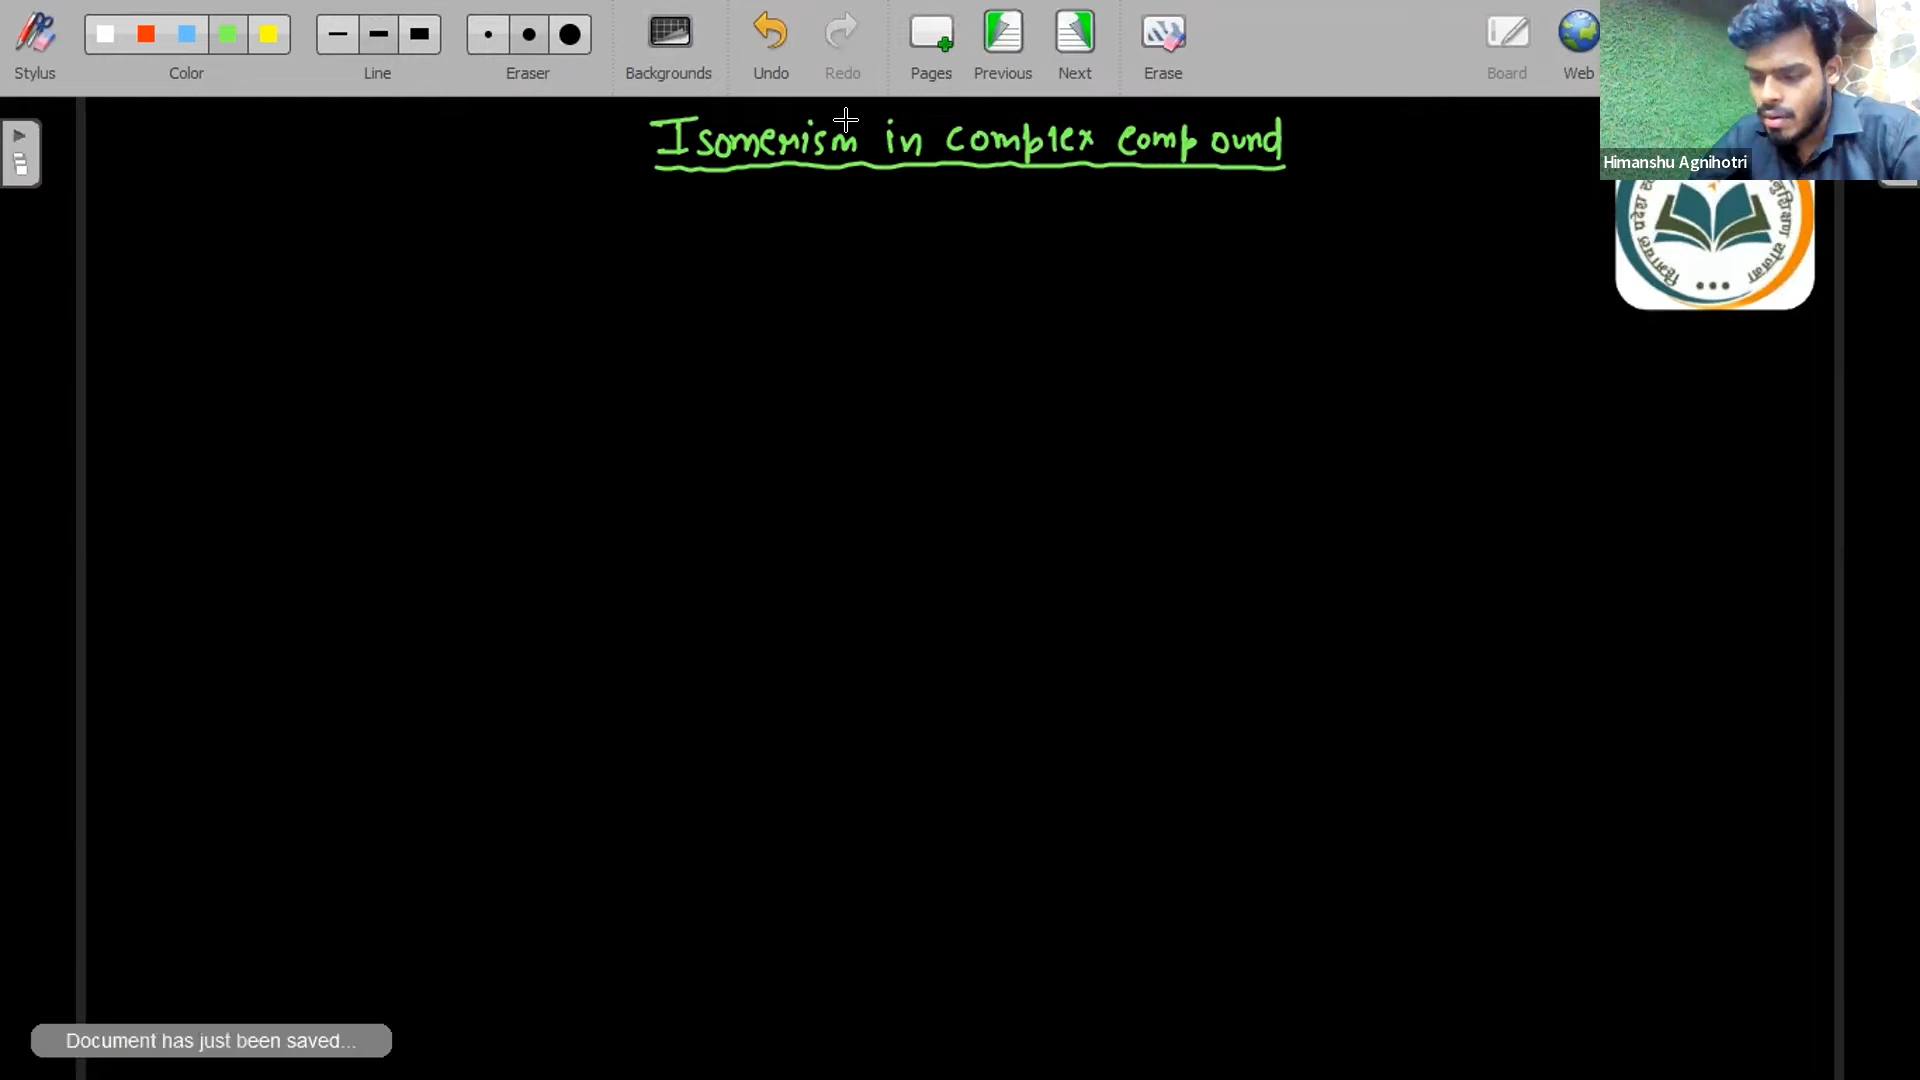 Stylus
Color
Line
Eraser
Backgrounds
Undo
Redo
Pages
Previous
Next
Erase
Board
Web
Himanshu Agnihotri
Isomerism in complex compound
Document has just been saved...